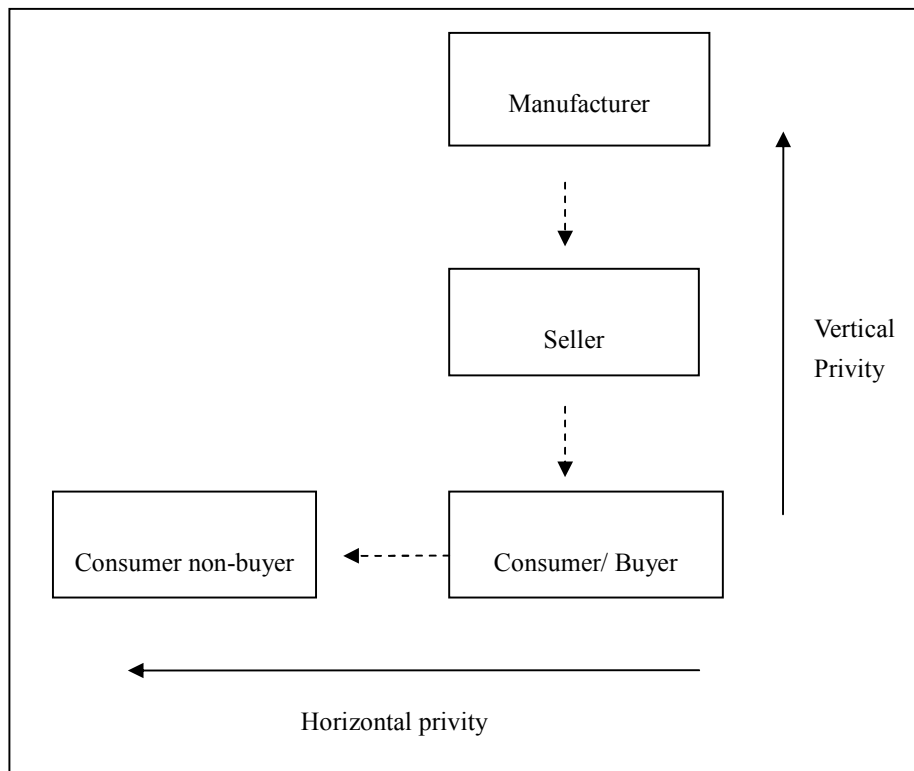 Manufacturer
Seller
Vertical
Privity
Consumer non-buyer
Consumer/ Buyer
Horizontal privity